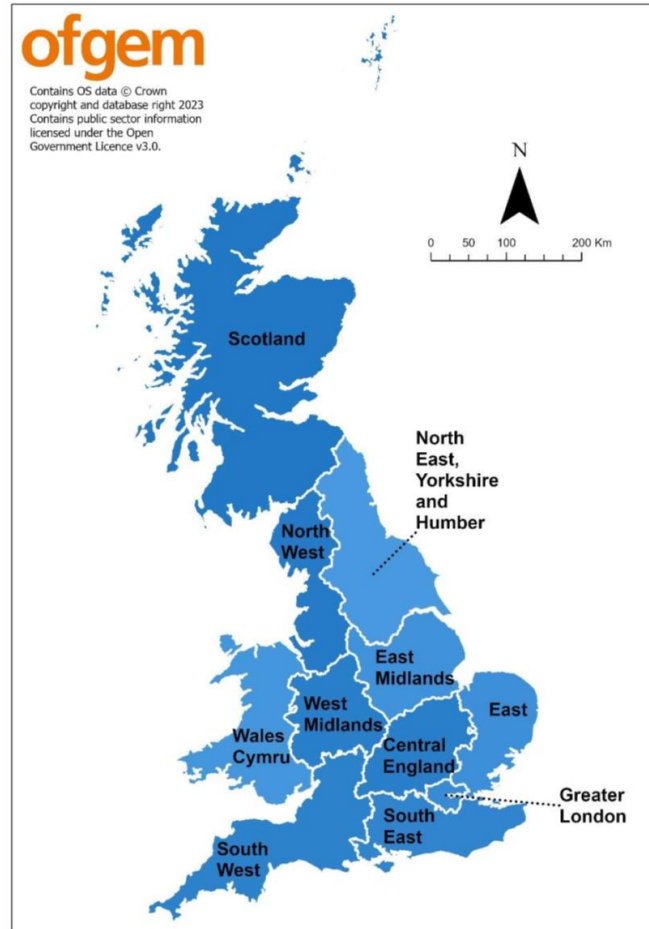 ofgem
Contains OS data © Crown
copyright and database right 2023
Contains public sector information
licensed under the Open
Government Licence v3.0.
N
0 50 100 200 Km
Scotland
North
East,
Yorkshire
and
Humber
North
West
East
Midlands
West
Midlands
East
Wales
Cymru
Central
England
Greater
London
South
East
South
West